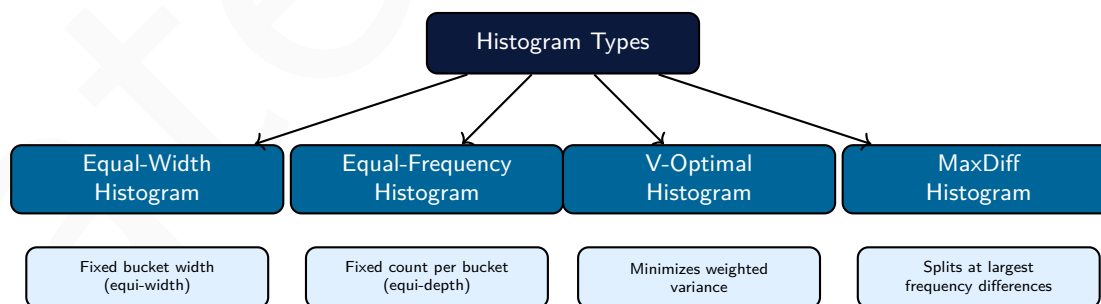 Histogram Types
Equal-Width
Histogram
Equal-Frequency
Histogram
V-Optimal
Histogram
MaxDiff
Histogram
Fixed bucket width
(equi-width)
Fixed count per bucket
(equi-depth)
Minimizes weighted
variance
Splits at largest
frequency differences